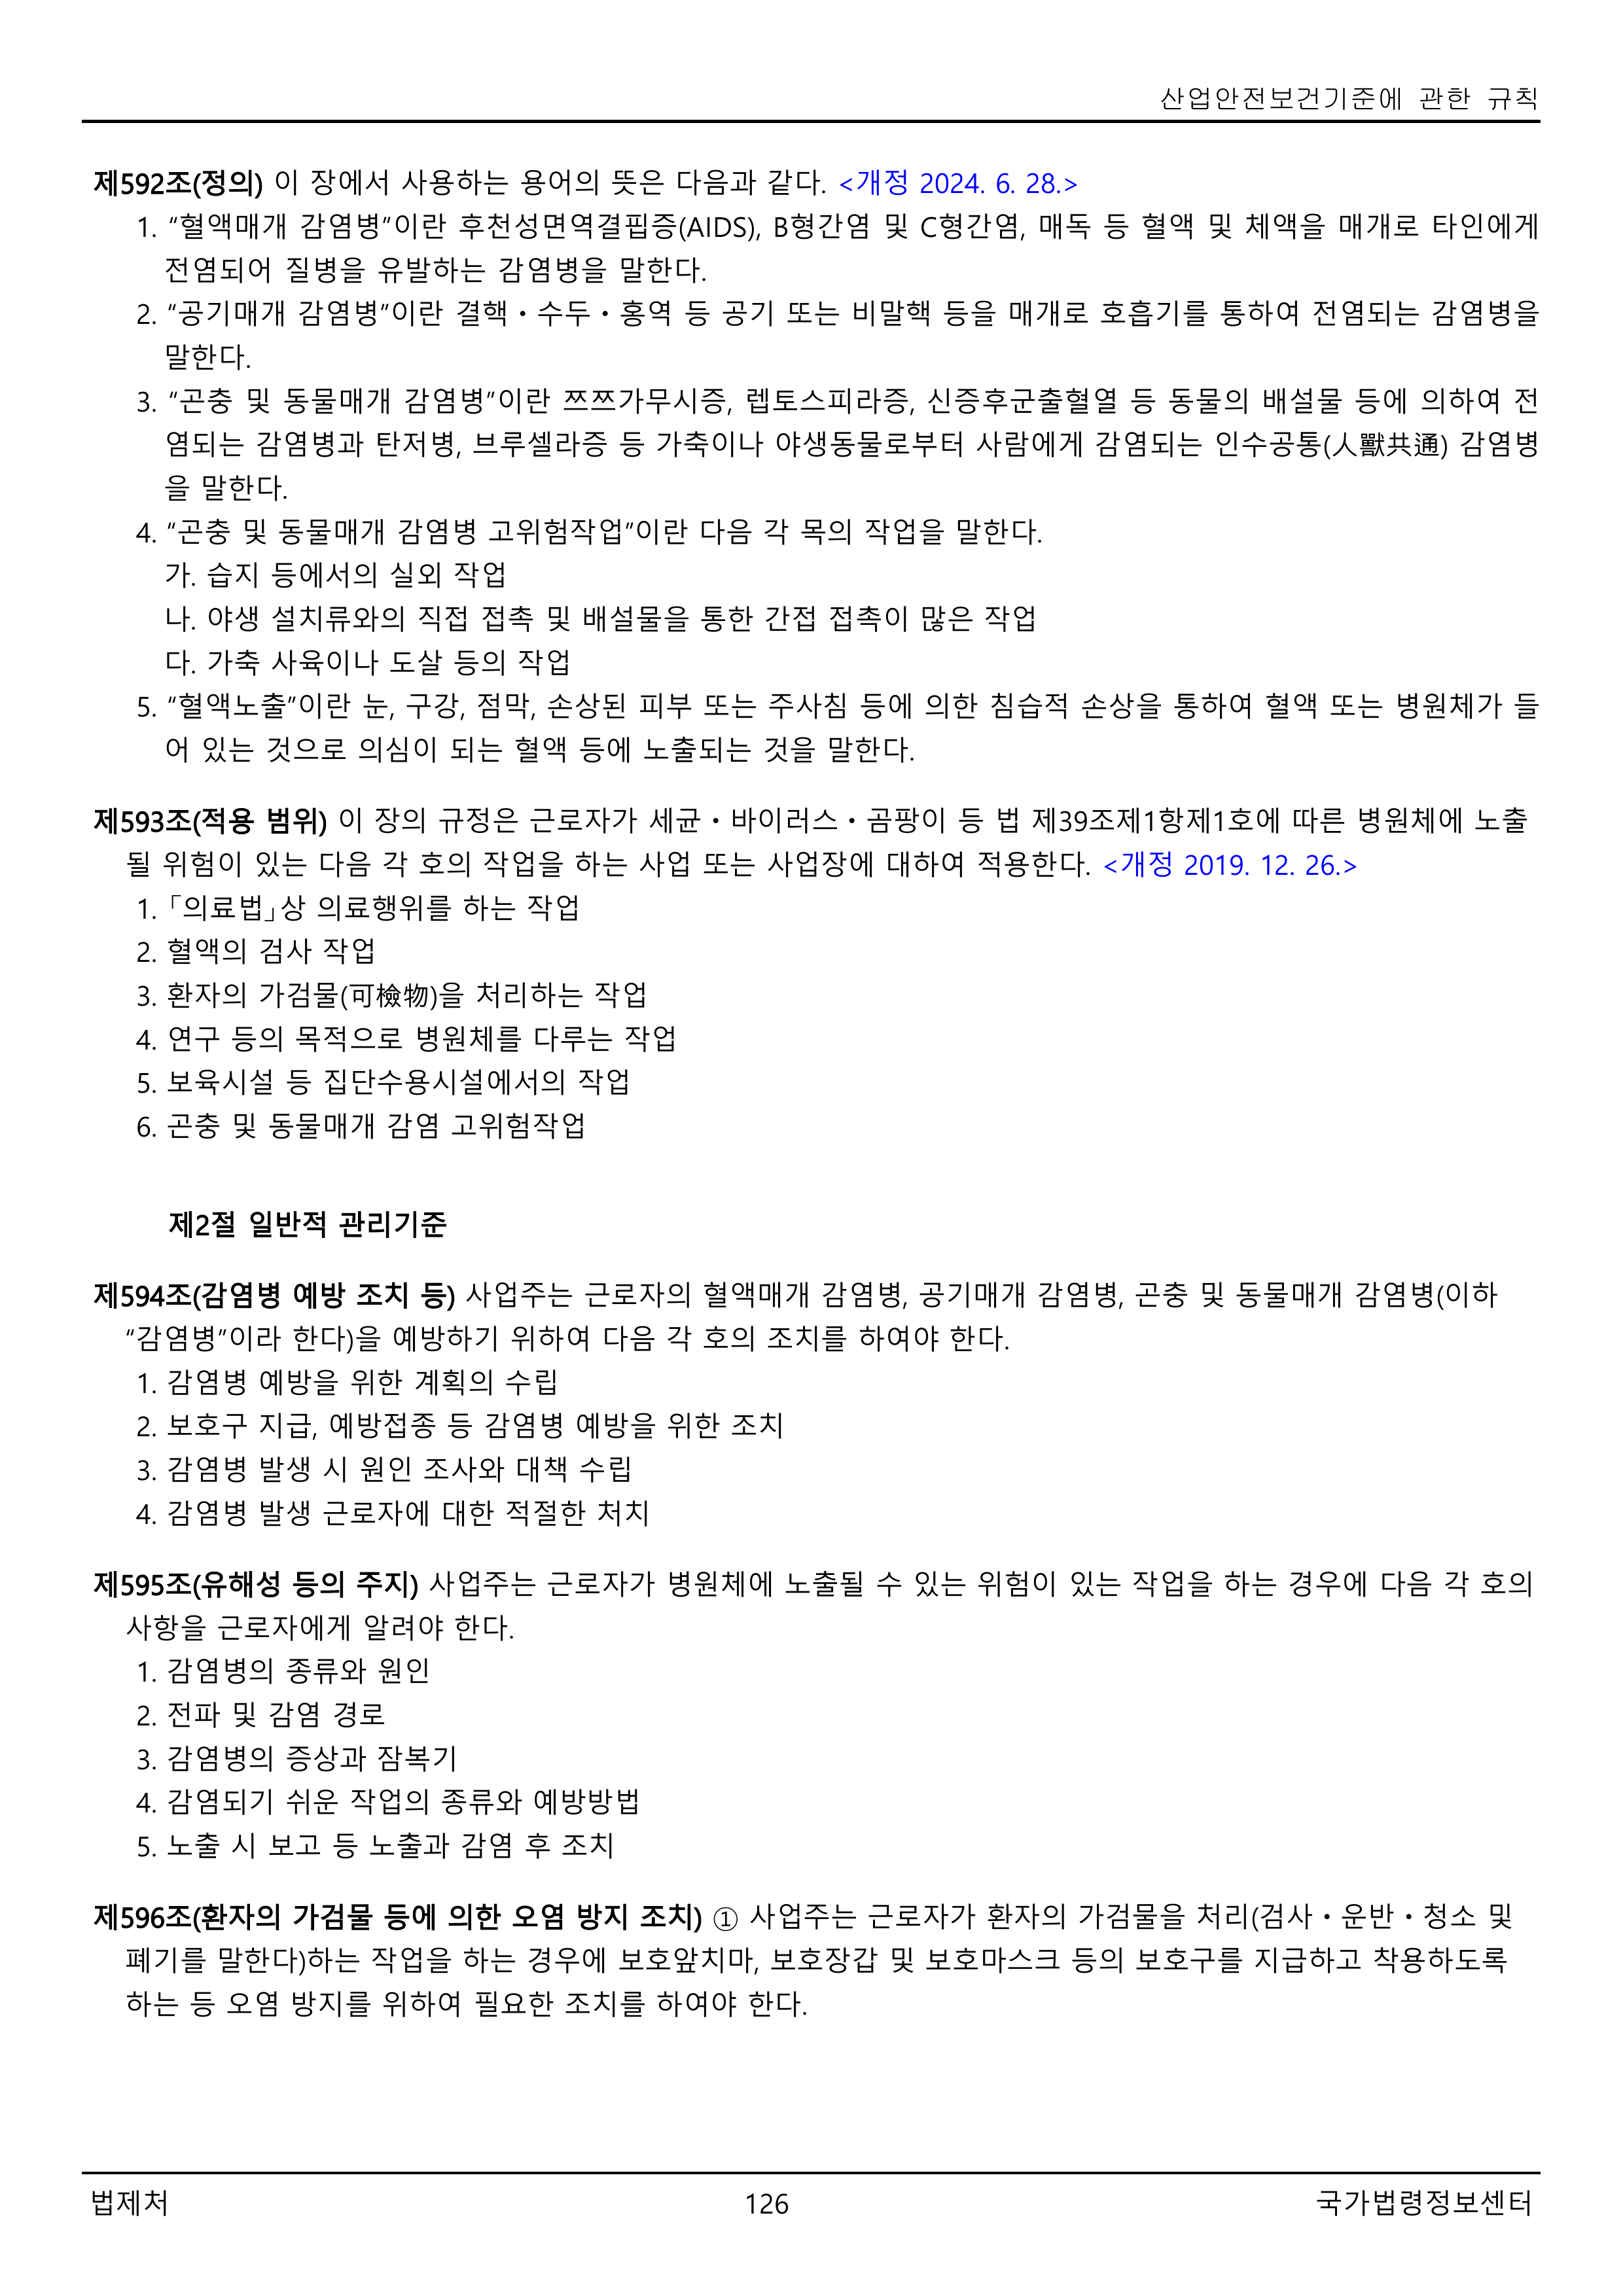 산업안전보건기준에 관한 규칙
제592조(정의) 이 장에서 사용하는 용어의 뜻은 다음과 같다. <개정 2024. 6. 28.>
1. “혈액매개 감염병”이란 후천성면역결핍증(AIDS), B형간염 및 C형간염, 매독 등 혈액 및 체액을 매개로 타인에게
전염되어 질병을 유발하는 감염병을 말한다.
2. “공기매개 감염병”이란 결핵ㆍ수두ㆍ홍역 등 공기 또는 비말핵 등을 매개로 호흡기를 통하여 전염되는 감염병을
말한다.
3. “곤충 및 동물매개 감염병”이란 쯔쯔가무시증, 렙토스피라증, 신증후군출혈열 등 동물의 배설물 등에 의하여 전
염되는 감염병과 탄저병, 브루셀라증 등 가축이나 야생동물로부터 사람에게 감염되는 인수공통(人獸共通) 감염병
을 말한다.
4. “곤충 및 동물매개 감염병 고위험작업”이란 다음 각 목의 작업을 말한다.
가. 습지 등에서의 실외 작업
나. 야생 설치류와의 직접 접촉 및 배설물을 통한 간접 접촉이 많은 작업
다. 가축 사육이나 도살 등의 작업
5. “혈액노출”이란 눈, 구강, 점막, 손상된 피부 또는 주사침 등에 의한 침습적 손상을 통하여 혈액 또는 병원체가 들
어 있는 것으로 의심이 되는 혈액 등에 노출되는 것을 말한다.
제593조(적용 범위) 이 장의 규정은 근로자가 세균ㆍ바이러스ㆍ곰팡이 등 법 제39조제1항제1호에 따른 병원체에 노출
될 위험이 있는 다음 각 호의 작업을 하는 사업 또는 사업장에 대하여 적용한다. <개정 2019. 12. 26.>
1. 「의료법」상 의료행위를 하는 작업
2. 혈액의 검사 작업
3. 환자의 가검물(可檢物)을 처리하는 작업
4. 연구 등의 목적으로 병원체를 다루는 작업
5. 보육시설 등 집단수용시설에서의 작업
6. 곤충 및 동물매개 감염 고위험작업
제2절 일반적 관리기준
제594조(감염병 예방 조치 등) 사업주는 근로자의 혈액매개 감염병, 공기매개 감염병, 곤충 및 동물매개 감염병(이하
“감염병”이라 한다)을 예방하기 위하여 다음 각 호의 조치를 하여야 한다.
1. 감염병 예방을 위한 계획의 수립
2. 보호구 지급, 예방접종 등 감염병 예방을 위한 조치
3. 감염병 발생 시 원인 조사와 대책 수립
4. 감염병 발생 근로자에 대한 적절한 처치
제595조(유해성 등의 주지) 사업주는 근로자가 병원체에 노출될 수 있는 위험이 있는 작업을 하는 경우에 다음 각 호의
사항을 근로자에게 알려야 한다.
1. 감염병의 종류와 원인
2. 전파 및 감염 경로
3. 감염병의 증상과 잠복기
4. 감염되기 쉬운 작업의 종류와 예방방법
5. 노출 시 보고 등 노출과 감염 후 조치
제596조(환자의 가검물 등에 의한 오염 방지 조치) ① 사업주는 근로자가 환자의 가검물을 처리(검사ㆍ운반ㆍ청소 및
폐기를 말한다)하는 작업을 하는 경우에 보호앞치마, 보호장갑 및 보호마스크 등의 보호구를 지급하고 착용하도록
하는 등 오염 방지를 위하여 필요한 조치를 하여야 한다.
법제처 126 국가법령정보센터